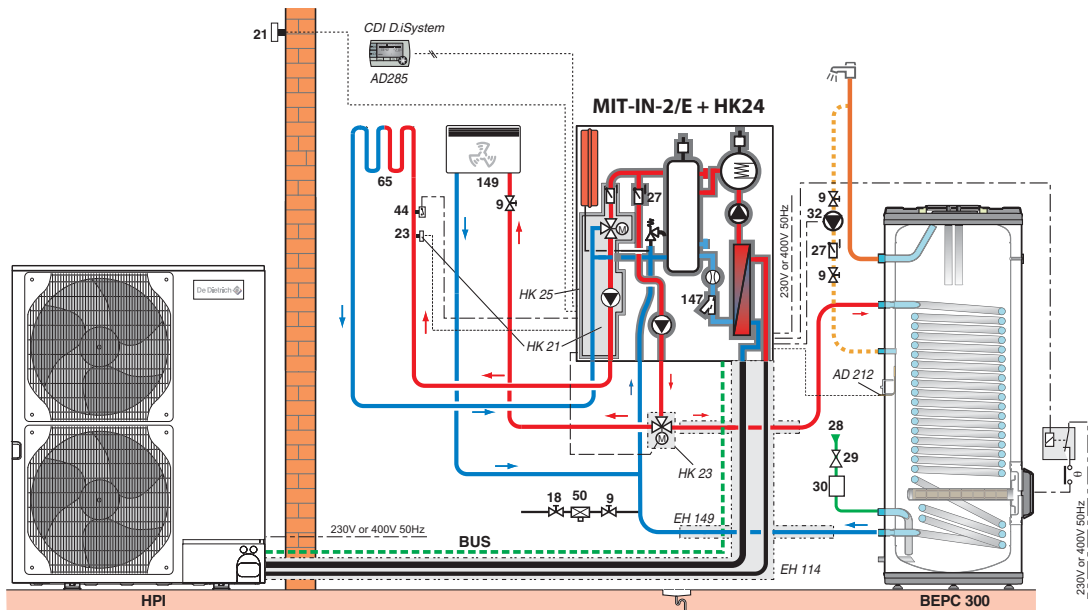 21
CDI D.iSystem
AD285
MIT-IN-2/E + HK24
65
149
9
44
23
27
M
HK 25
HK 21
147
230V or 400V 50Hz
9
32
27
9
De Dietrich
AD 212
M
HK 23
28
29
30
θ
18
50
9
EH 149
230V or 400V 50Hz
BUS
EH 114
230V or 400V 50Hz
HPI
BEPC 300